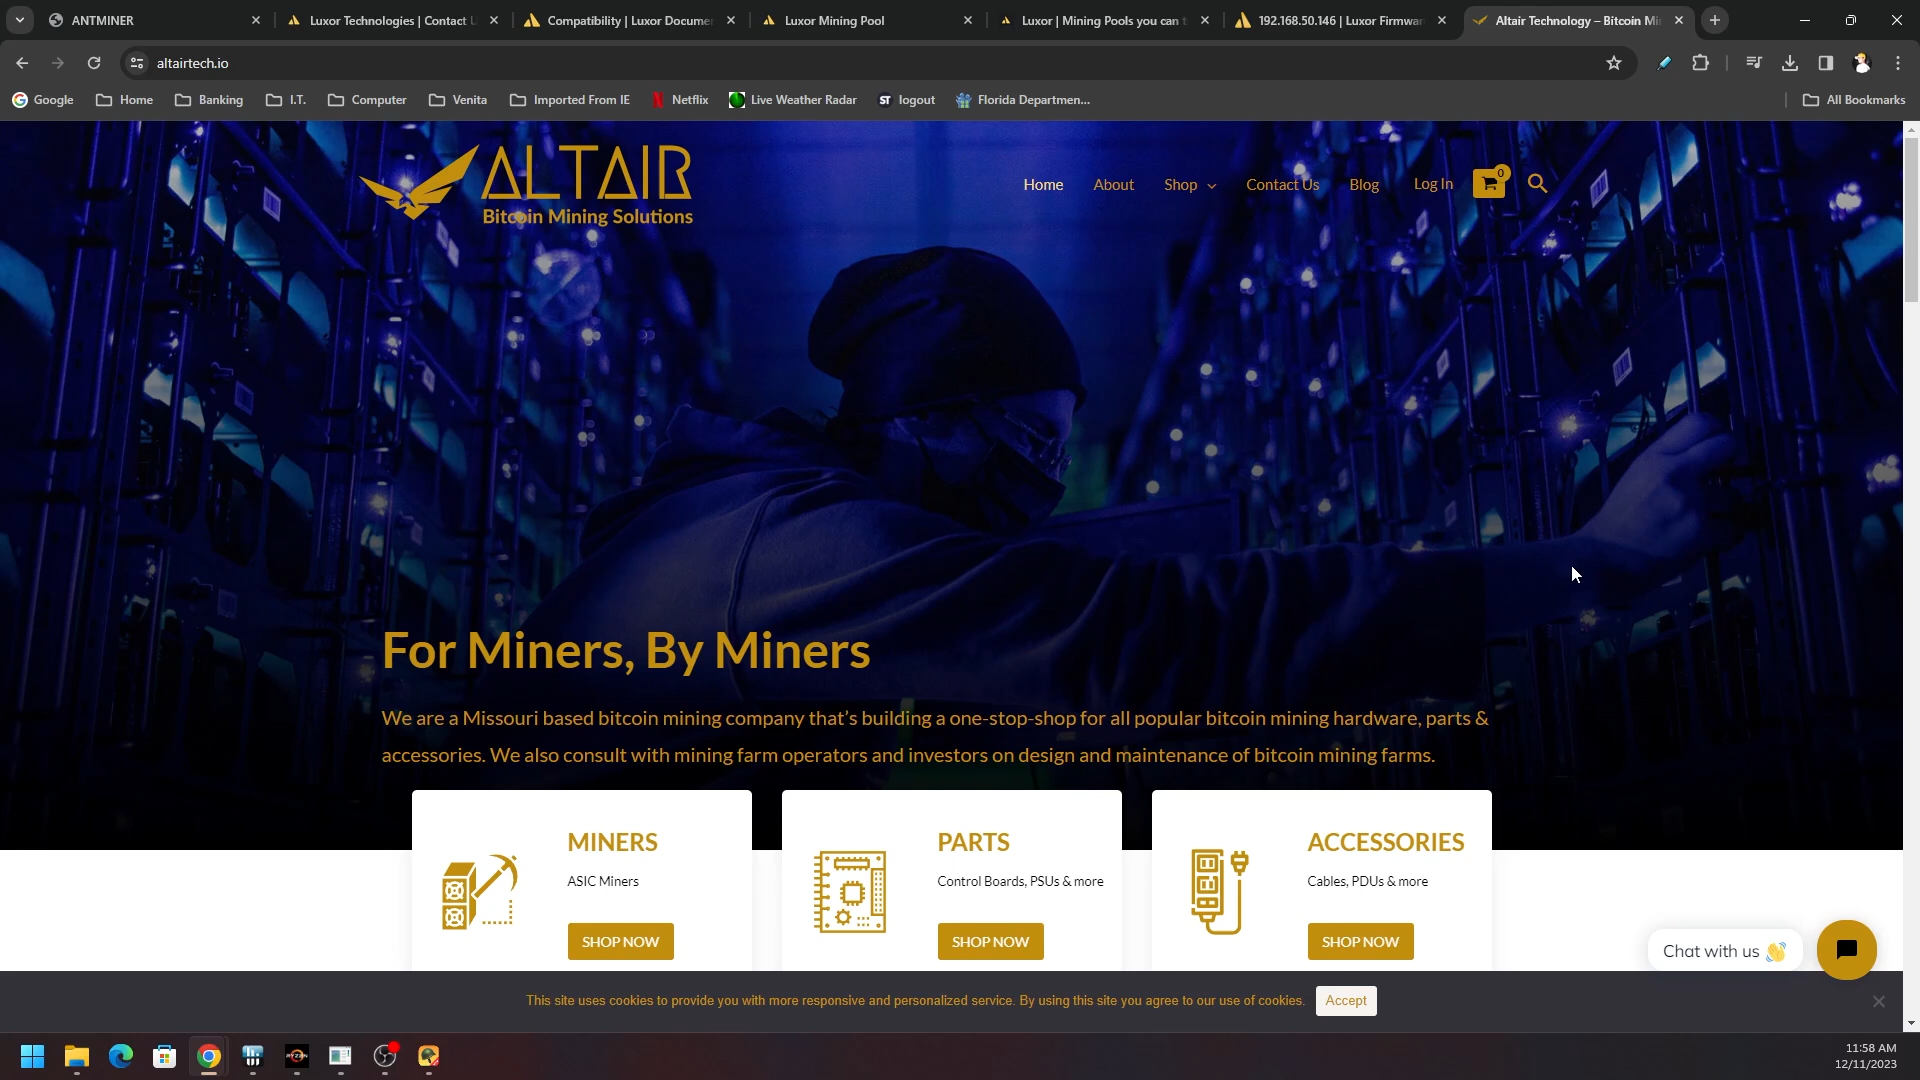 ANTMINER
Luxor Technologies | Contact U
Compatibility | Luxor Docume
Luxor Mining Pool
Luxor | Mining Pools you can t
192.168.50.146 | Luxor Firmwar
Altair Technology – Bitcoin Mi
altairtech.io
Google
Home
Banking
I.T.
Computer
Venita
Imported From IE
Netflix
Live Weather Radar
ST
logout
Florida Departmen...
All Bookmarks
ALTAIR
Bitcoin Mining Solutions
Home
About
Shop
Contact Us
Blog
Log In
0
For Miners, By Miners
We are a Missouri based bitcoin mining company that's building a one-stop-shop for all popular bitcoin mining hardware, parts &
accessories. We also consult with mining farm operators and investors on design and maintenance of bitcoin mining farms.
MINERS
ASIC Miners
SHOP NOW
PARTS
Control Boards, PSUs & more
SHOP NOW
ACCESSORIES
Cables, PDUs & more
SHOP NOW
Chat with us 👋
This site uses cookies to provide you with more responsive and personalized service. By using this site you agree to our use of cookies.
Accept
RYZEN
11:58 AM
12/11/2023